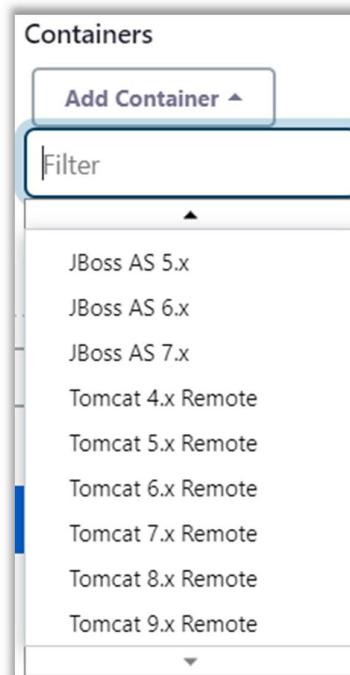 Containers
Add Container
Filter
JBoss AS 5.x
JBoss AS 6.x
JBoss AS 7.x
Tomcat 4.x Remote
Tomcat 5.x Remote
Tomcat 6.x Remote
Tomcat 7.x Remote
Tomcat 8.x Remote
Tomcat 9.x Remote